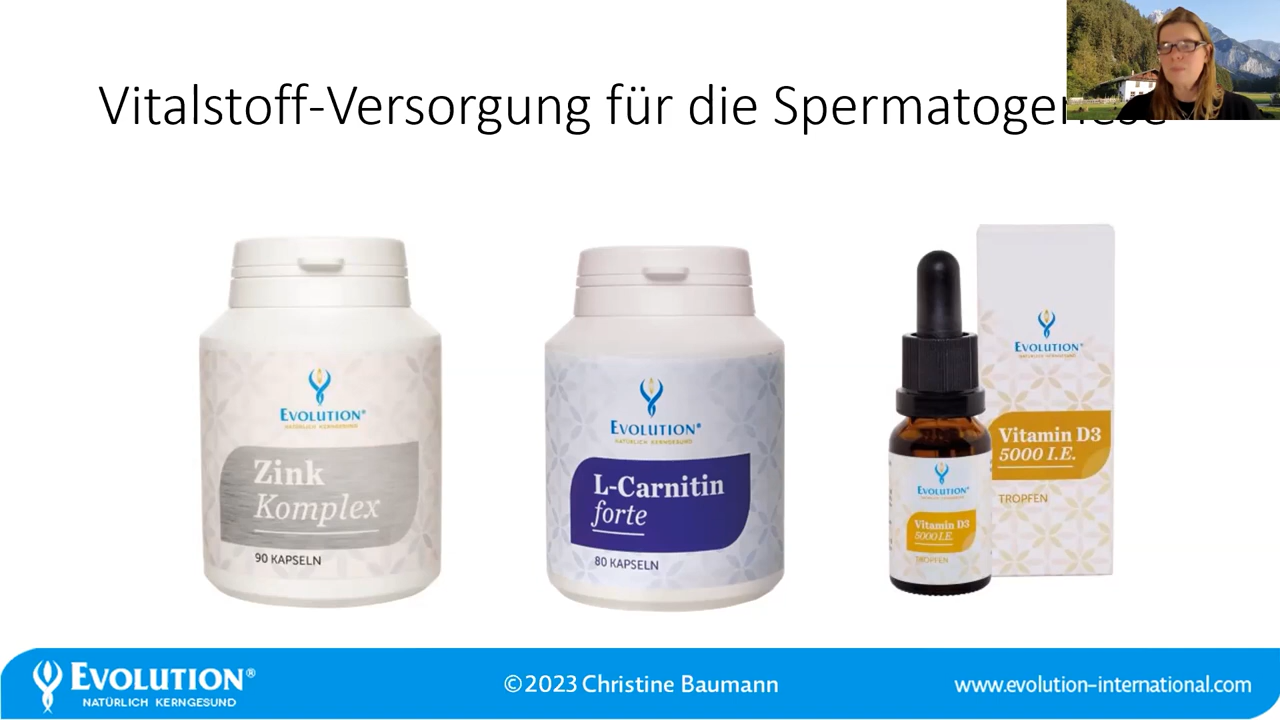 Vitalstoff-Versorgung für die
EVOLUTION®
NATÜRLICH KERNGESUND
Zink
Komplex
90 KAPSELN
EVOLUTION®
NATÜRLICH KERNGESUND
L-Carnitin
forte
80 KAPSELN
EVOLUTION®
Vitamin D3
5000 I.E.
TROPFEN
EVOLUTION®
NATÜRLICH KERNGESUND
Vitamin D3
5000 I.E.
TROPFEN
EVOLUTION®
NATÜRLICH KERNGESUND
©2023 Christine Baumann
www.evolution-international.com